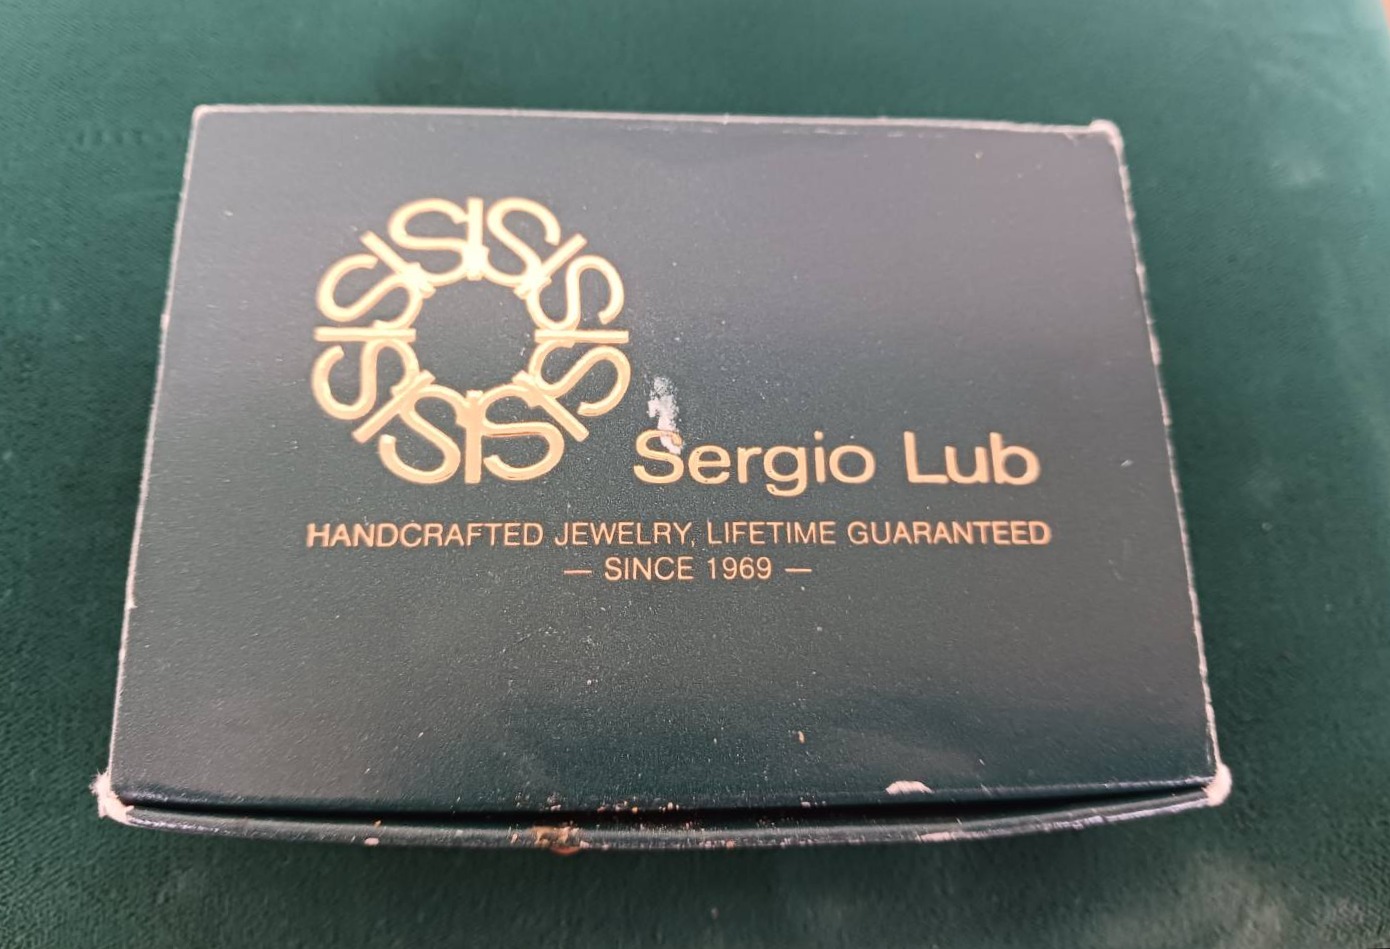 Sergio Lub
HANDCRAFTED JEWELRY, LIFETIME GUARANTEED
— SINCE 1969 —